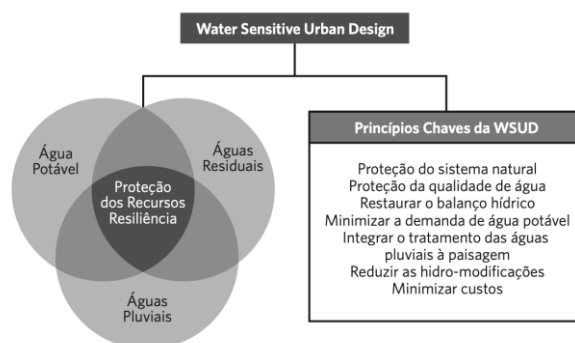 Water Sensitive Urban Design
Água
Potável
Águas
Residuais
Proteção
dos Recursos
Resiliência
Águas
Pluviais
Princípios Chaves da WSUD
Proteção do sistema natural
Proteção da qualidade de água
Restaurar o balanço hídrico
Minimizar a demanda de água potável
Integrar o tratamento das águas
pluviais à paisagem
Reduzir as hidro-modificações
Minimizar custos